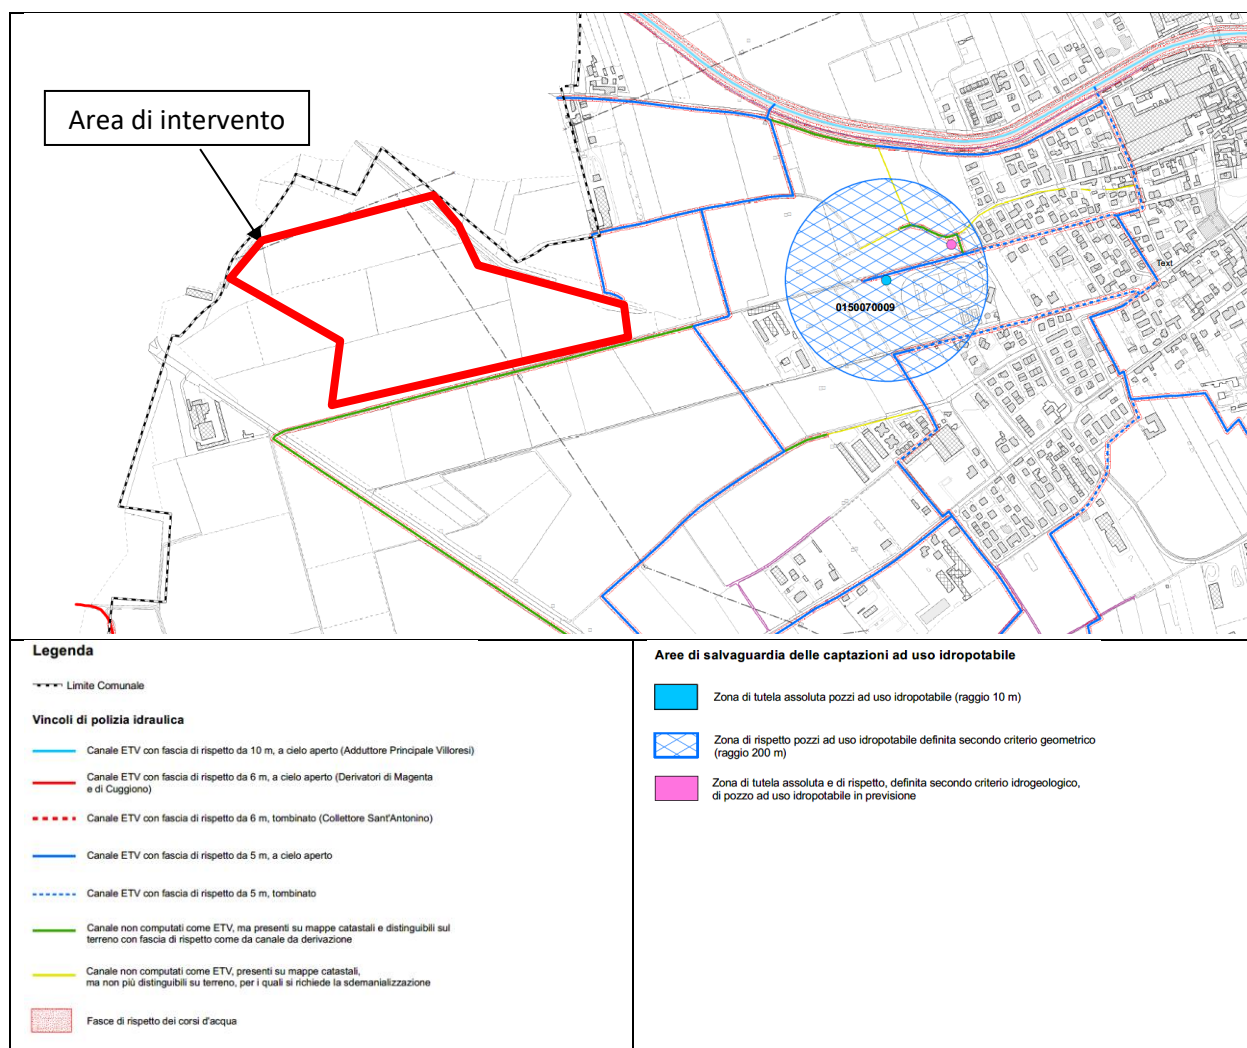 Area di intervento
Text
0150070009
Legenda
Limite Comunale
Vincoli di polizia idraulica
Canale ETV con fascia di rispetto da 10 m, a cielo aperto (Adduttore Principale Villoresi)
Canale ETV con fascia di rispetto da 6 m, a cielo aperto (Derivatori di Magenta
e di Cuggiono)
Canale ETV con fascia di rispetto da 6 m, tombinato (Collettore Sant'Antonino)
Canale ETV con fascia di rispetto da 5 m, a cielo aperto
Canale ETV con fascia di rispetto da 5 m, tombinato
Canale non computati come ETV, ma presenti su mappe catastali e distinguibili sul
terreno con fascia di rispetto come da canale da derivazione
Canale non computati come ETV, presenti su mappe catastali,
ma non più distinguibili su terreno, per i quali si richiede la sdemanializzazione
Fasce di rispetto dei corsi d'acqua
Aree di salvaguardia delle captazioni ad uso idropotabile
Zona di tutela assoluta pozzi ad uso idropotabile (raggio 10 m)
Zona di rispetto pozzi ad uso idropotabile definita secondo criterio geometrico
(raggio 200 m)
Zona di tutela assoluta e di rispetto, definita secondo criterio idrogeologico,
di pozzo ad uso idropotabile in previsione